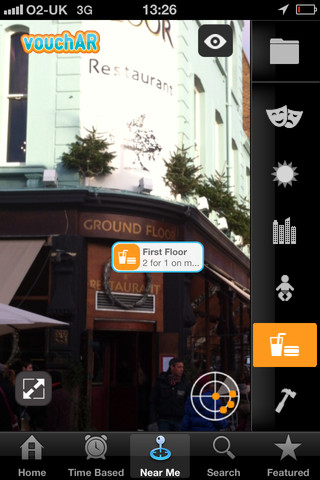 O2-UK 3G 13:26
vouchAR
FLOOR
Restaurant
GROUND FLOOR
First Floor
2 for 1 on m...
RESTAURANT
Home Time Based Near Me Search Featured